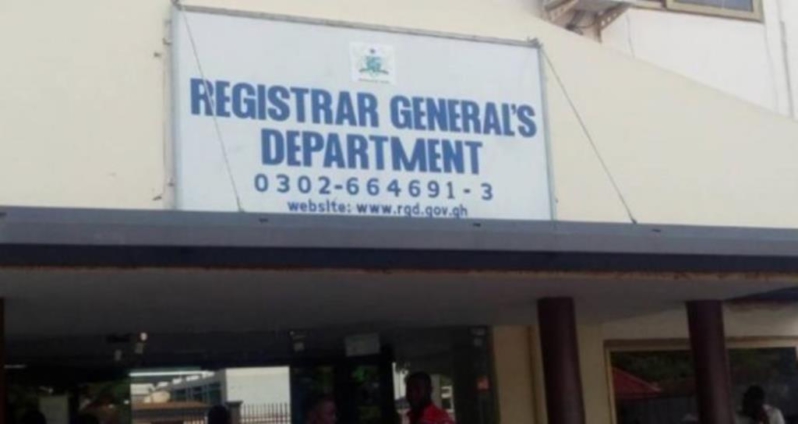 REGISTRAR GENERAL'S
DEPARTMENT
0302-664691-3
website: www.rgd.gov.gh